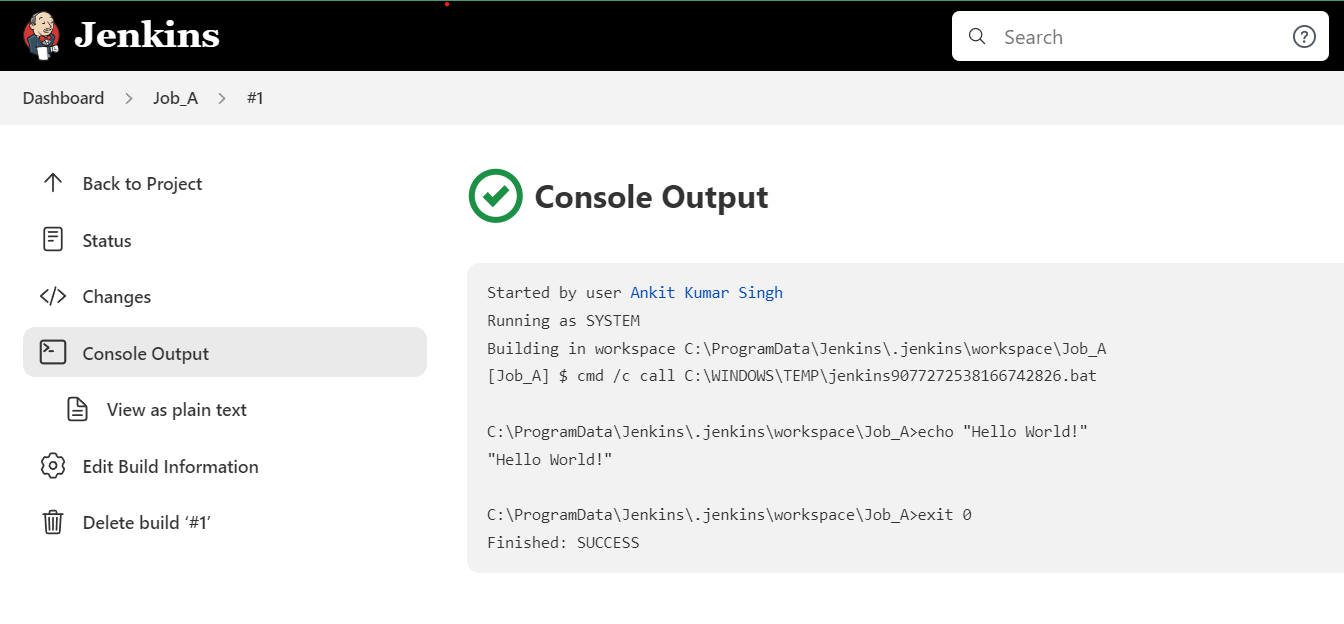 Jenkins
Search
Dashboard > Job_A > #1
Back to Project
Status
Changes
Console Output
View as plain text
Edit Build Information
Delete build ‘#1’
Console Output
Started by user Ankit Kumar Singh
Running as SYSTEM
Building in workspace C:\ProgramData\Jenkins\.jenkins\workspace\Job_A
[Job_A] $ cmd /c call C:\WINDOWS\TEMP\jenkins9077272538166742826.bat
C:\ProgramData\Jenkins\.jenkins\workspace\Job_A>echo "Hello World!"
"Hello World!"
C:\ProgramData\Jenkins\.jenkins\workspace\Job_A>exit 0
Finished: SUCCESS